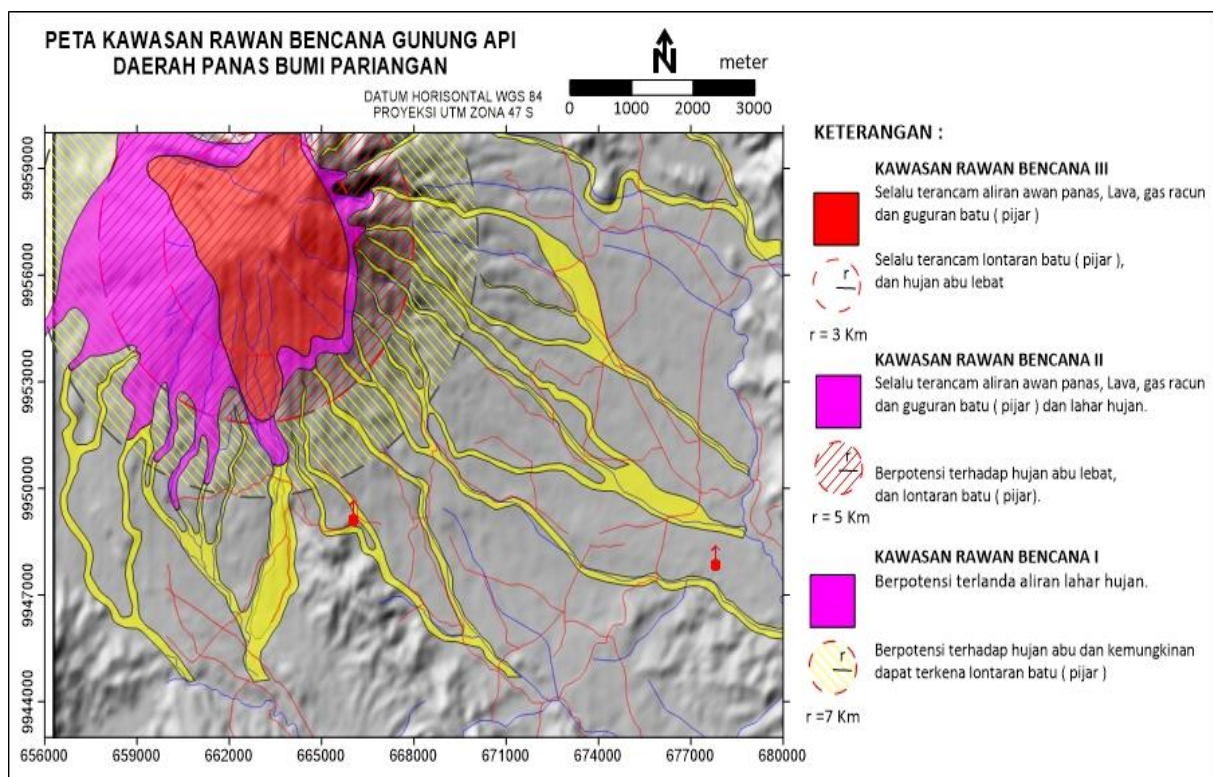 PETA KAWASAN RAWAN BENCANA GUNUNG API
DAERAH PANAS BUMI PARIANGAN
DATUM HORISONTAL WGS 84
PROYEKSI UTM ZONA 47 S
N
meter
0 1000 2000 3000
9959000
9956000
9953000
9950000
9947000
9944000
656000 659000 662000 665000 668000 671000 674000 677000 680000
KETERANGAN :
KAWASAN RAWAN BENCANA III
Selalu terancam aliran awan panas, Lava, gas racun
dan guguran batu ( pijar )
Selalu terancam lontaran batu ( pijar ),
dan hujan abu lebat
r
r = 3 Km
KAWASAN RAWAN BENCANA II
Selalu terancam aliran awan panas, Lava, gas racun
dan guguran batu ( pijar ) dan lahar hujan.
r
Berpotensi terhadap hujan abu lebat,
dan lontaran batu ( pijar).
r = 5 Km
KAWASAN RAWAN BENCANA I
Berpotensi terlanda aliran lahar hujan.
Berpotensi terhadap hujan abu dan kemungkinan
dapat terkena lontaran batu ( pijar )
r
r =7 Km